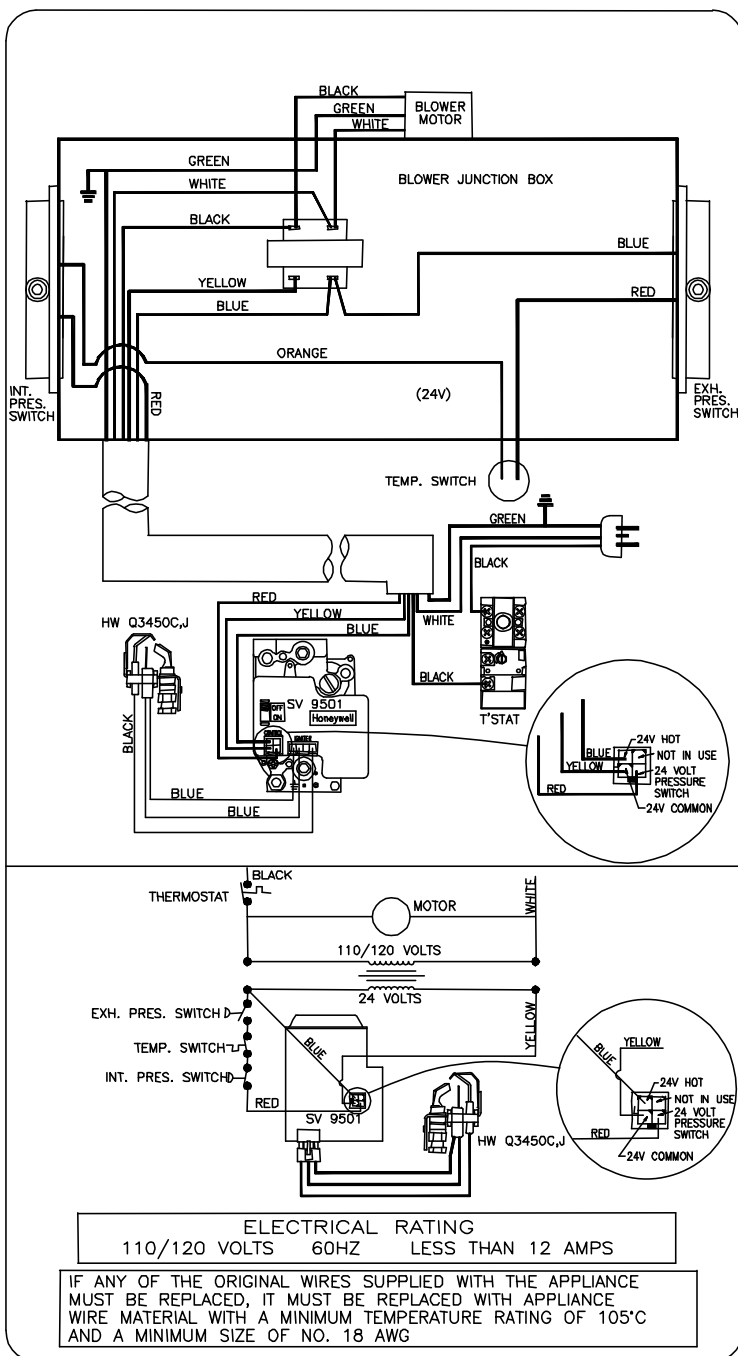 BLACK
GREEN
WHITE
BLOWER
MOTOR
GREEN
WHITE
BLOWER JUNCTION BOX
BLACK
BLUE
YELLOW
RED
BLUE
ORANGE
INT.
PRES.
SWITCH
RED
(24V)
EXH.
PRES.
SWITCH
TEMP. SWITCH
GREEN
BLACK
RED
YELLOW
WHITE
HW Q3450C,J
BLUE
BLACK
SV 9501
OFF
ON
Honeywell
T'STAT
CONTROL
IGNITER
BLACK
BLUE
BLUE
24V HOT
BLUE
NOT IN USE
YELLOW
24 VOLT
PRESSURE
SWITCH
RED
24V COMMON
BLACK
THERMOSTAT
MOTOR
WHITE
110/120 VOLTS
24 VOLTS
EXH. PRES. SWITCH
TEMP. SWITCH
INT. PRES. SWITCH
BLUE
YELLOW
RED
SV 9501
HW Q3450C,J
BLUE
YELLOW
24V HOT
NOT IN USE
24 VOLT
PRESSURE
SWITCH
RED
24V COMMON
ELECTRICAL RATING
110/120 VOLTS 60HZ LESS THAN 12 AMPS
IF ANY OF THE ORIGINAL WIRES SUPPLIED WITH THE APPLIANCE
MUST BE REPLACED, IT MUST BE REPLACED WITH APPLIANCE
WIRE MATERIAL WITH A MINIMUM TEMPERATURE RATING OF 105°C
AND A MINIMUM SIZE OF NO. 18 AWG